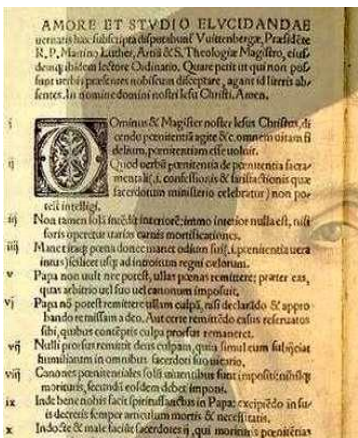 AMORE ET STVDIO ELVCIDANDAE
ueritatis hæc subscripta disputabunť Vuittenbergæ, Præsidẽte
R. P. Martino Luther, Artiũ & S. Theologiæ Magistro, eius‐
demq; ibidem lectore Ordinario. Quare petit ut qui non pos‐
sunt uerbis præsentes nobiscum disceptare, agant id literis ab‐
sentes. In nomine domini nostri Iesu Christi. Amen.
i Ominus & Magister noster Iesus Christus, di
cendo pœnitentiã agite &c. omnem uitam fi
delium, pœnitentiam esse uoluit.
ij Quod uerbũ pœnitentia de pœnitentia sacra‐
mentali, .i. confessionis & satisfactionis quæ
sacerdotum ministerio celebratur) non po‐
test intelligi.
iij Non tamen solã intẽdit interiorẽ: immo interior nulla est, nisi
foris operetur uarias carnis mortificationes.
iiij Manet itaq; pœna donec manet odium sui, .i. pœnitentia uera
intus) scilicet usq; ad introitum regni cælorum.
v Papa non uult nec potest, ullas pœnas remittere; præter eas,
quas arbitrio uel suo uel canonum imposuit.
vj Papa nõ potest remittere ullam culpã, nisi declarãdo & appro
bando remissam a deo. Aut certe remittẽdo casus reseruatos
sibi, quibus contẽptis culpa prorsus remaneret.
vij Nulli prorsus remittit deus culpam, quin simul eum subijciat
humiliatum in omnibus sacerdoti suo uicario.
viij Canones pœnitentiales solũ uiuentibus sunt impositi; nihilq;
morituris, secundũ eosdem debet imponi.
ix Inde bene nobis facit spiritussanctus in Papa: excipiẽdo in su‐
is decretis semper articulum mortis & necessitatis.
x Indocte & male faciũt sacerdotes ij, qui morituris pœnitẽtias